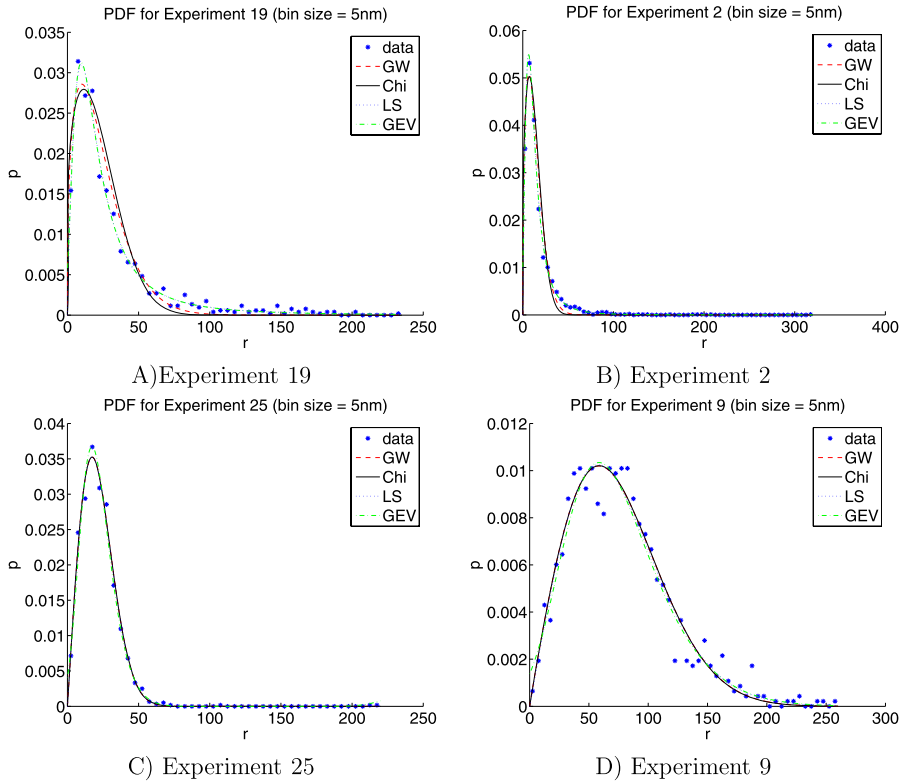 PDF for Experiment 19 (bin size = 5nm)
0.035
0.03
0.025
0.02
0.015
0.01
0.005
0
p
0 50 100 150 200 250
r
data
GW
Chi
LS
GEV
A)Experiment 19
PDF for Experiment 2 (bin size = 5nm)
0.06
0.05
0.04
0.03
0.02
0.01
0
p
0 100 200 300 400
r
data
GW
Chi
LS
GEV
B) Experiment 2
PDF for Experiment 25 (bin size = 5nm)
0.04
0.035
0.03
0.025
0.02
0.015
0.01
0.005
0
p
0 50 100 150 200 250
r
data
GW
Chi
LS
GEV
C) Experiment 25
PDF for Experiment 9 (bin size = 5nm)
0.012
0.01
0.008
0.006
0.004
0.002
0
p
0 50 100 150 200 250 300
r
data
GW
Chi
LS
GEV
D) Experiment 9